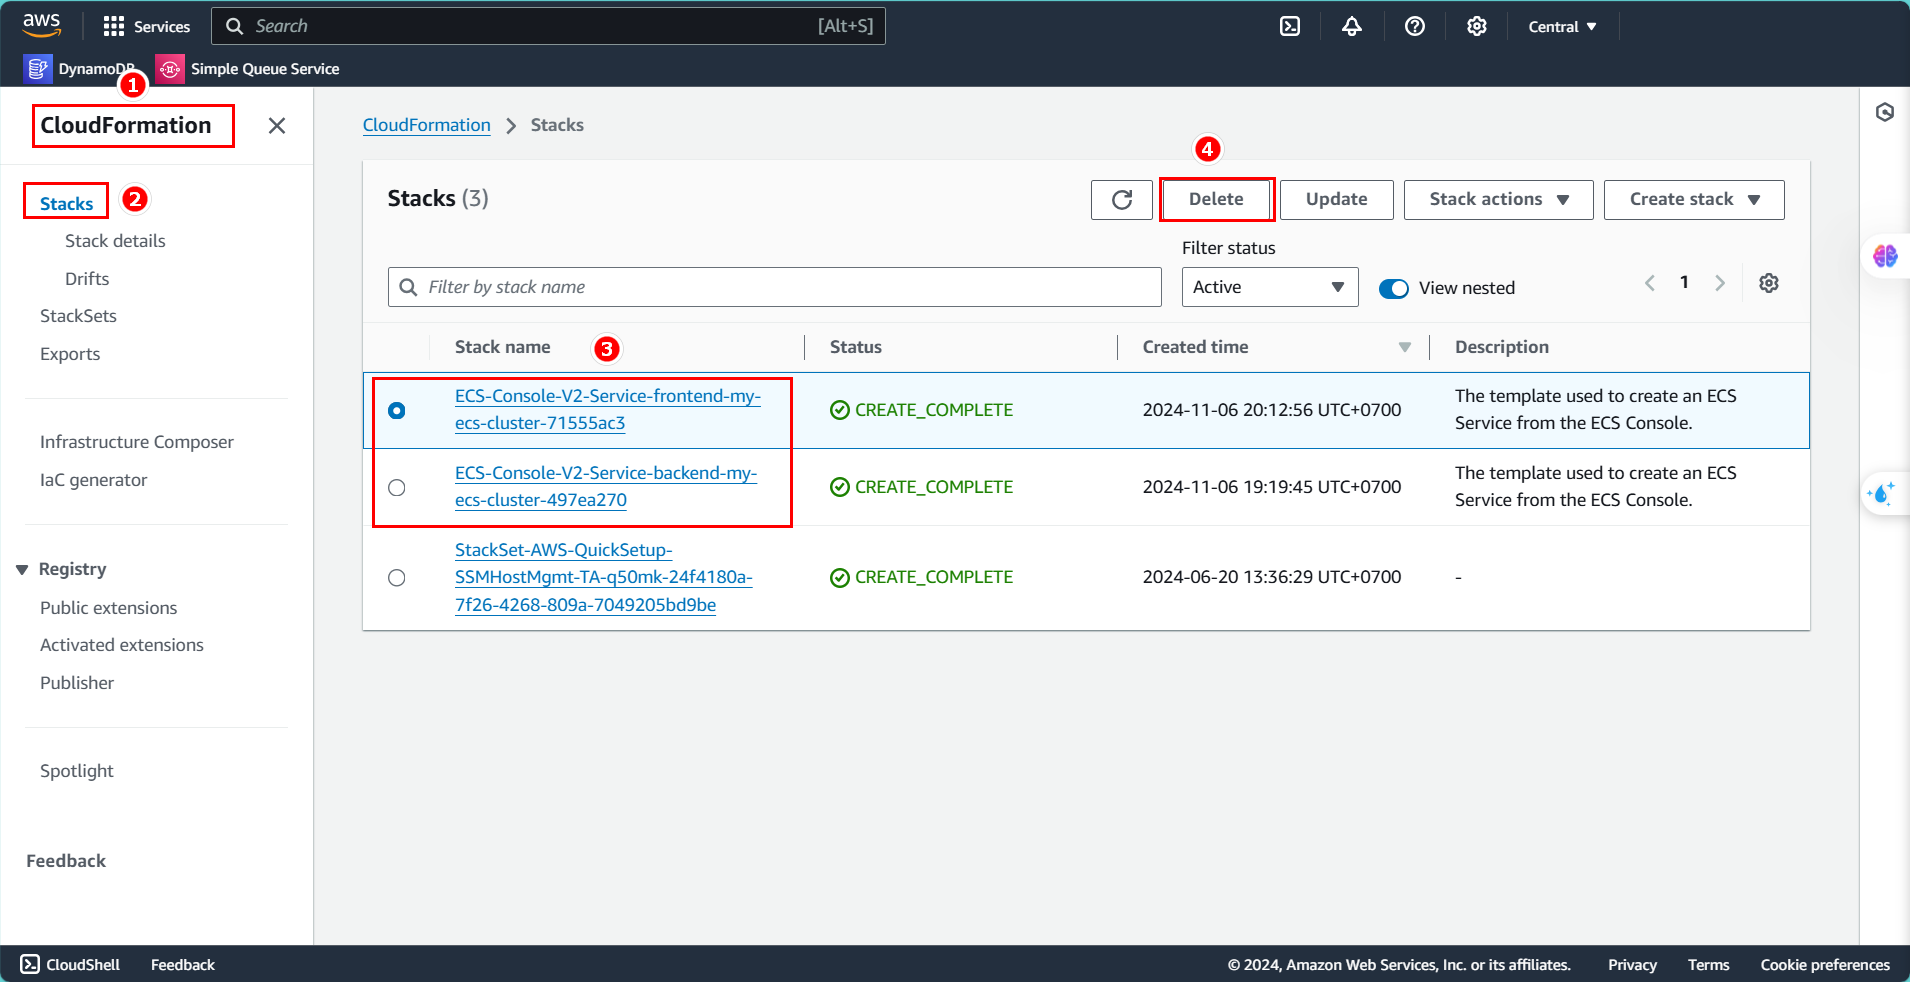 aws
Services
Search
[Alt+S]
Central
DynamoDB
Simple Queue Service
1
CloudFormation
Stacks
2
Stack details
Drifts
StackSets
Exports
Infrastructure Composer
IaC generator
Registry
Public extensions
Activated extensions
Publisher
Spotlight
Feedback
CloudFormation
Stacks
4
Stacks (3)
Delete
Update
Stack actions
Create stack
Filter status
Filter by stack name
Active
View nested
1
Stack name
3
Status
Created time
Description
ECS-Console-V2-Service-frontend-my-
ecs-cluster-71555ac3
CREATE_COMPLETE
2024-11-06 20:12:56 UTC+0700
The template used to create an ECS
Service from the ECS Console.
ECS-Console-V2-Service-backend-my-
ecs-cluster-497ea270
CREATE_COMPLETE
2024-11-06 19:19:45 UTC+0700
The template used to create an ECS
Service from the ECS Console.
StackSet-AWS-QuickSetup-
SSMHostMgmt-TA-q50mk-24f4180a-
7f26-4268-809a-7049205bd9be
CREATE_COMPLETE
2024-06-20 13:36:29 UTC+0700
-
CloudShell
Feedback
© 2024, Amazon Web Services, Inc. or its affiliates.
Privacy
Terms
Cookie preferences